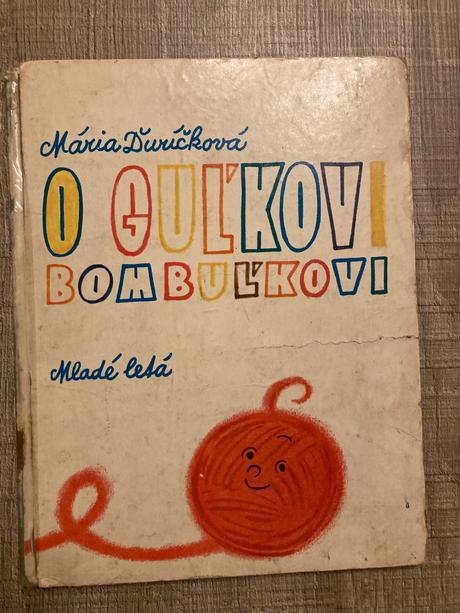 Mária Ďuríčková
O GUĽKOVI
BOMBUĽKOVI
Mladé letá